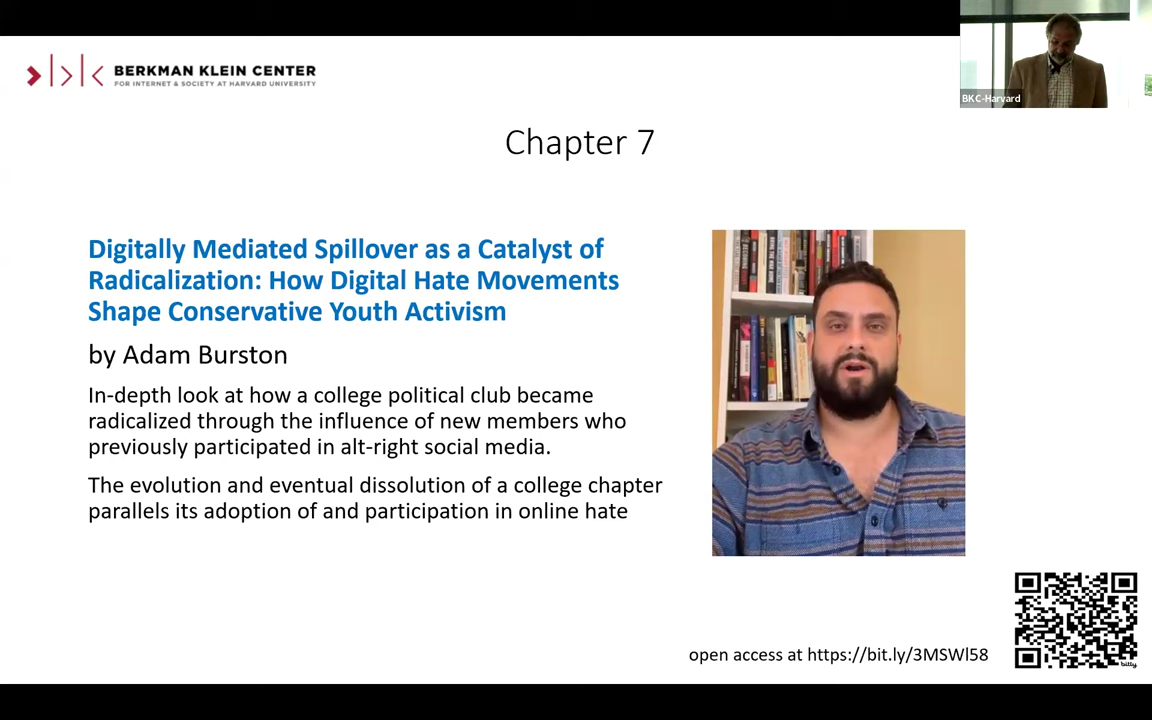 BERKMAN KLEIN CENTER
FOR INTERNET & SOCIETY AT HARVARD UNIVERSITY
BKC-Harvard
Chapter 7
Digitally Mediated Spillover as a Catalyst of
Radicalization: How Digital Hate Movements
Shape Conservative Youth Activism
by Adam Burston
In-depth look at how a college political club became
radicalized through the influence of new members who
previously participated in alt-right social media.
The evolution and eventual dissolution of a college chapter
parallels its adoption of and participation in online hate
open access at https://bit.ly/3MSWl58
bitly